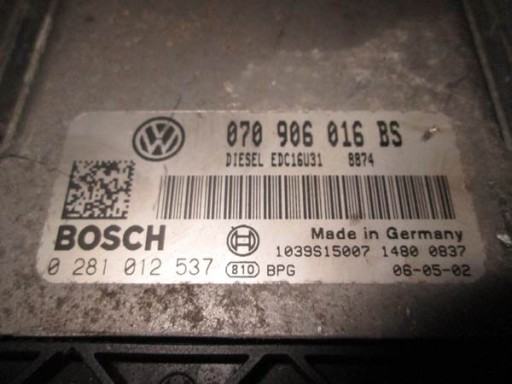 070 906 016 BS
DIESEL EDC16U31 8874
BOSCH
Made in Germany
1039S15007 1480 0837
0 281 012 537
810 BPG 06-05-02